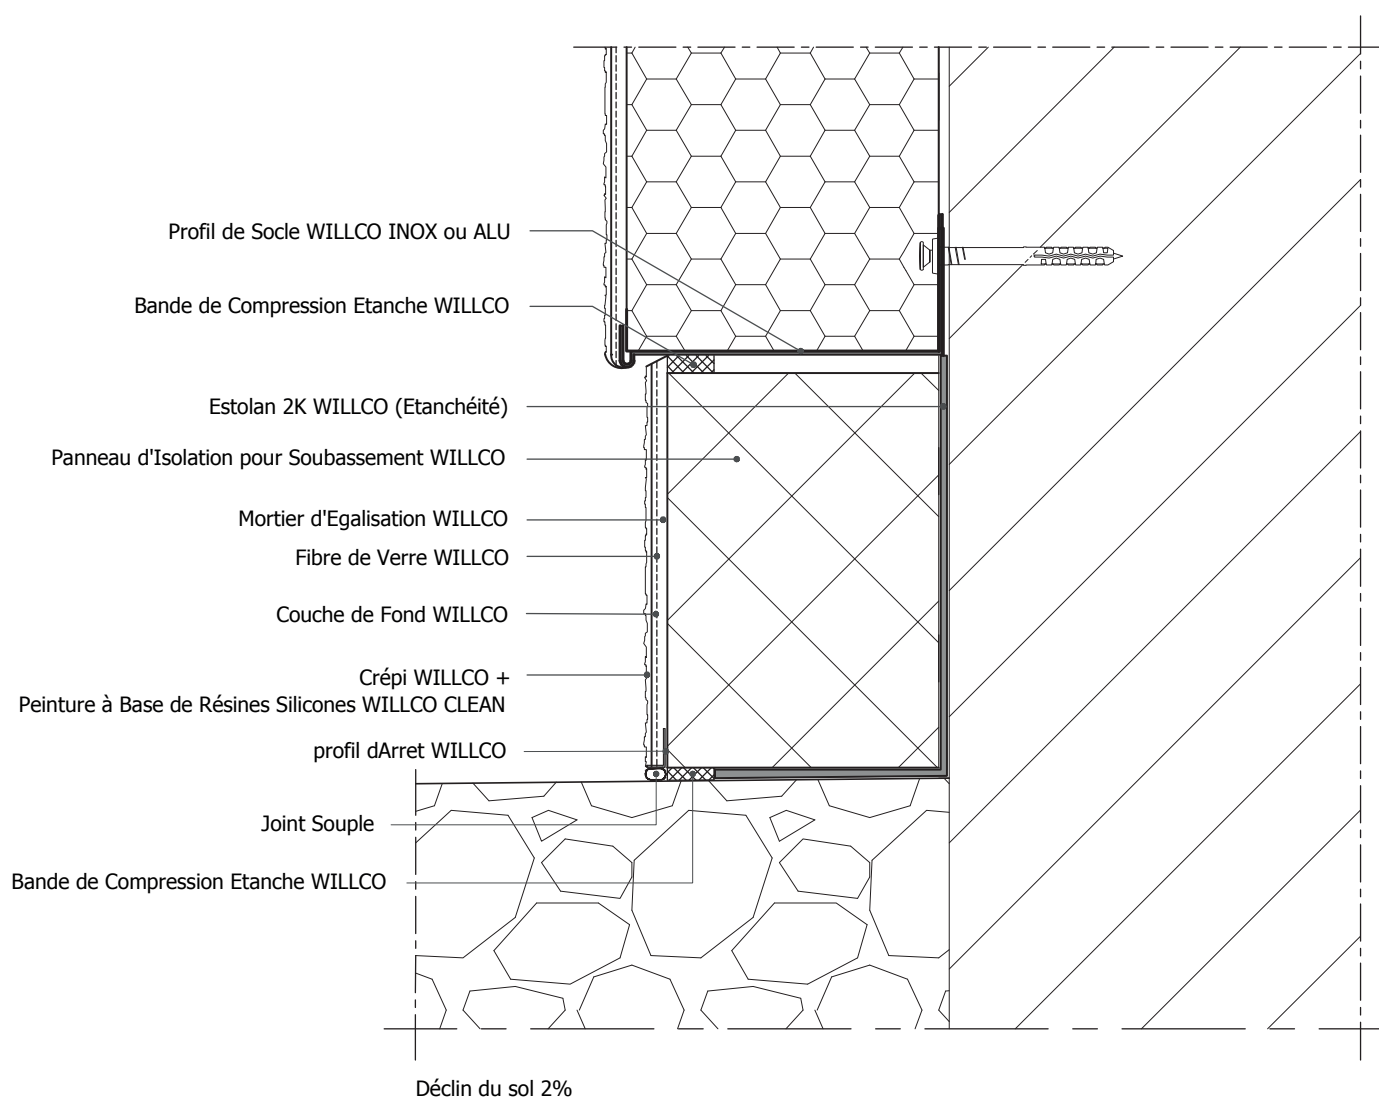 Profil de Socle WILLCO INOX ou ALU
Bande de Compression Etanche WILLCO
Estolan 2K WILLCO (Etanchéité)
Panneau d'Isolation pour Soubassement WILLCO
Mortier d'Egalisation WILLCO
Fibre de Verre WILLCO
Couche de Fond WILLCO
Crépi WILLCO +
Peinture à Base de Résines Silicones WILLCO CLEAN
profil dArret WILLCO
Joint Souple
Bande de Compression Etanche WILLCO
Déclin du sol 2%